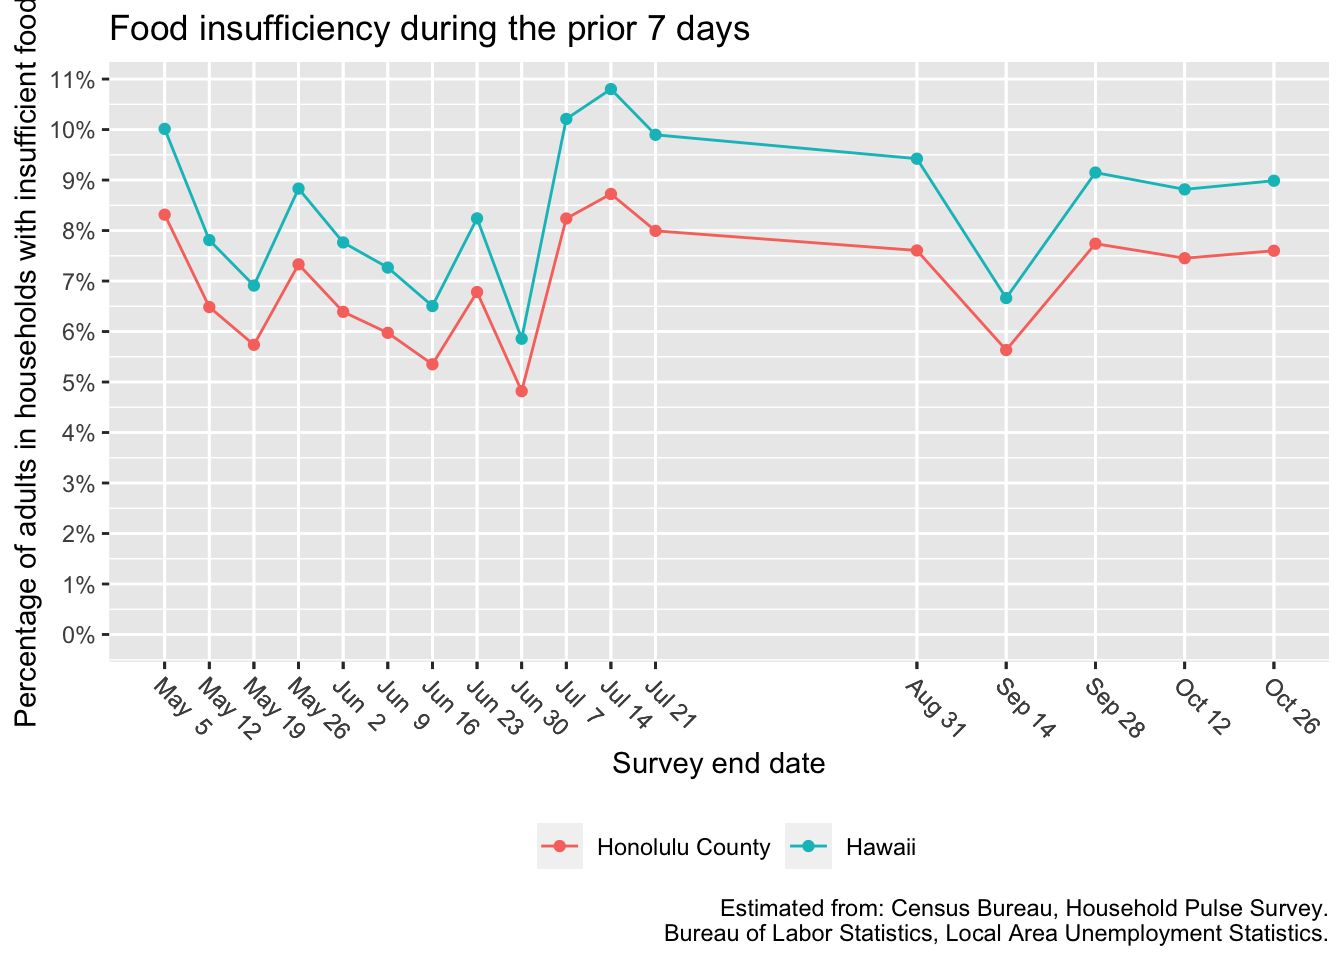 Food insufficiency during the prior 7 days
Percentage of adults in households with insufficient food
11%
10%
9%
8%
7%
6%
5%
4%
3%
2%
1%
0%
May 5
May 12
May 19
May 26
Jun 2
Jun 9
Jun 16
Jun 23
Jun 30
Jul 7
Jul 14
Jul 21
Aug 31
Sep 14
Sep 28
Oct 12
Oct 26
Survey end date
Honolulu County
Hawaii
Estimated from: Census Bureau, Household Pulse Survey.
Bureau of Labor Statistics, Local Area Unemployment Statistics.